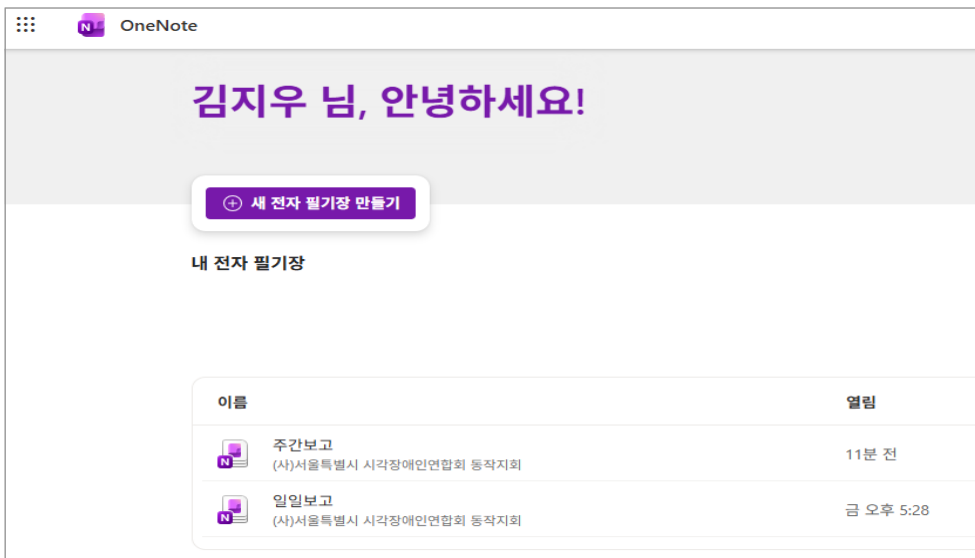 OneNote
김지우 님, 안녕하세요!
새 전자 필기장 만들기
내 전자 필기장
이름 열림
주간보고 11분 전
(사)서울특별시 시각장애인연합회 동작지회
일일보고 금 오후 5:28
(사)서울특별시 시각장애인연합회 동작지회